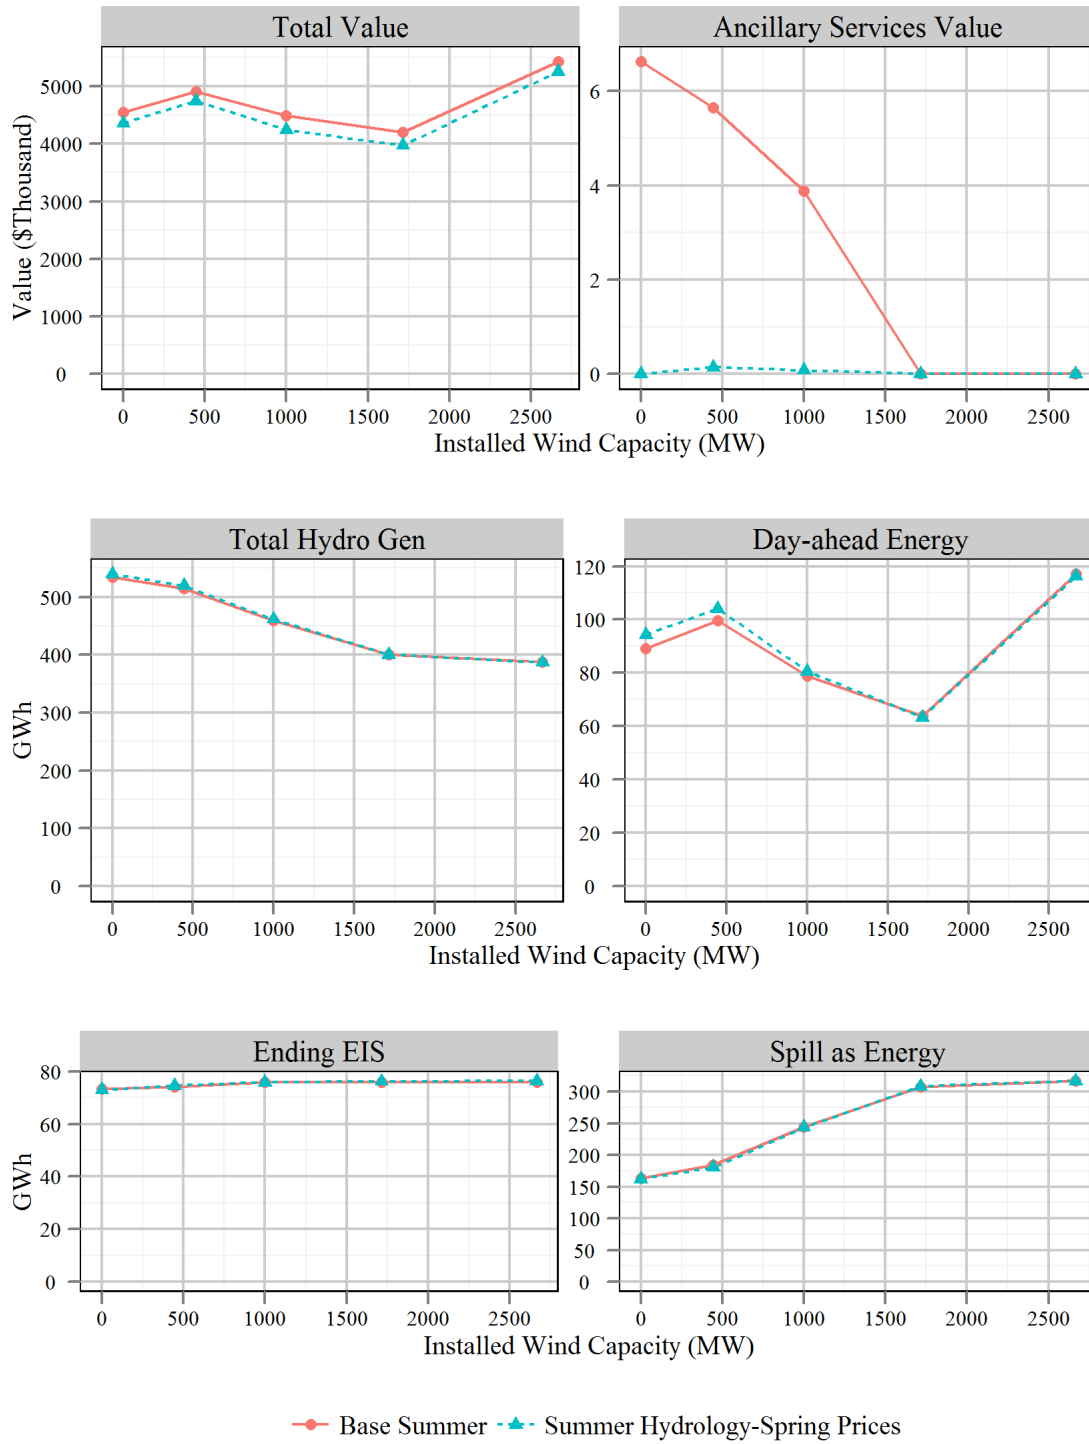 Total Value
Ancillary Services Value
Value ($Thousand)
5000
4000
3000
2000
1000
0
6
4
2
0
0 500 1000 1500 2000 2500
0 500 1000 1500 2000 2500
Installed Wind Capacity (MW)
Total Hydro Gen
Day-ahead Energy
GWh
500
400
300
200
100
0
120
100
80
60
40
20
0
0 500 1000 1500 2000 2500
0 500 1000 1500 2000 2500
Installed Wind Capacity (MW)
Ending EIS
Spill as Energy
GWh
80
60
40
20
0
300
250
200
150
100
50
0
0 500 1000 1500 2000 2500
0 500 1000 1500 2000 2500
Installed Wind Capacity (MW)
Base Summer Summer Hydrology-Spring Prices